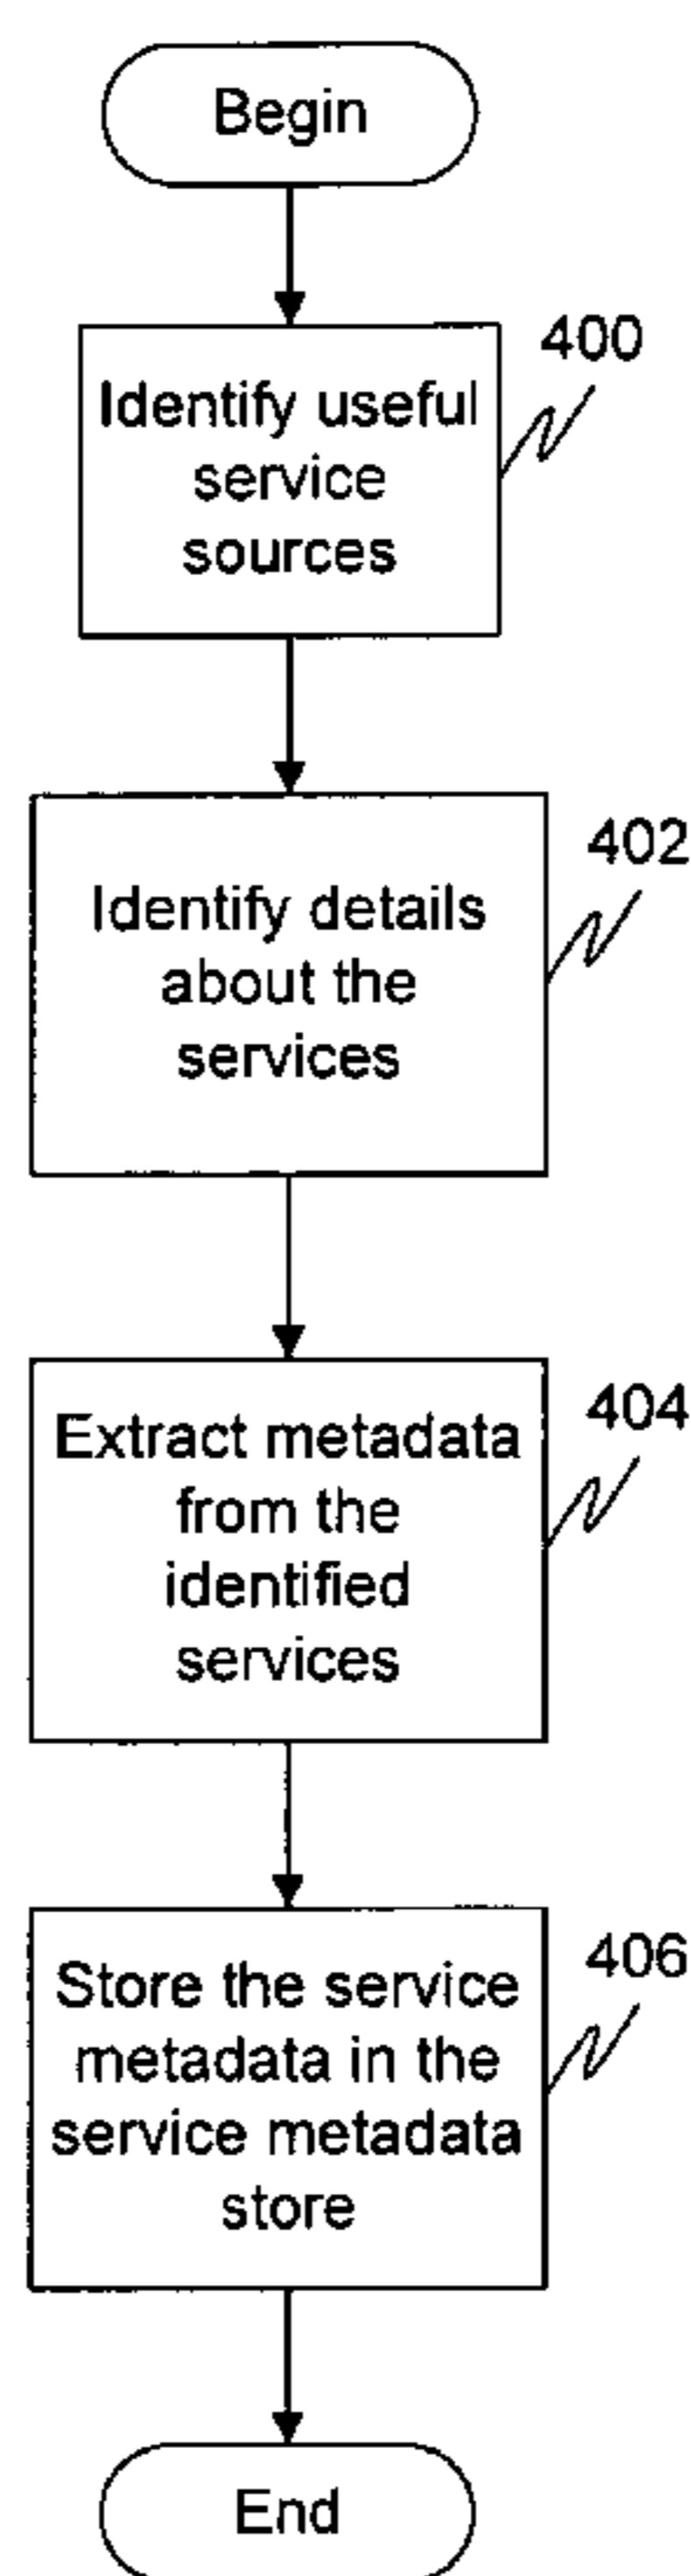 Begin
400
Identify useful
service
sources
402
Identify details
about the
services
404
Extract metadata
from the
identified
services
406
Store the service
metadata in the
service metadata
store
End